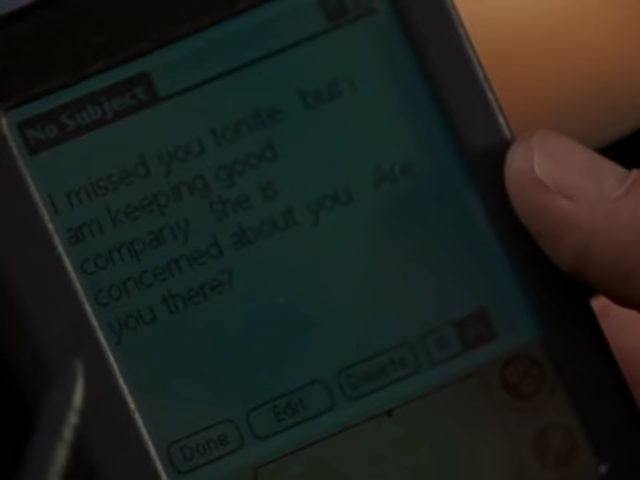 No Subject
I missed you tonite but i
am keeping good
company She is
concerned about you Are
you there?
Done Edit Delete